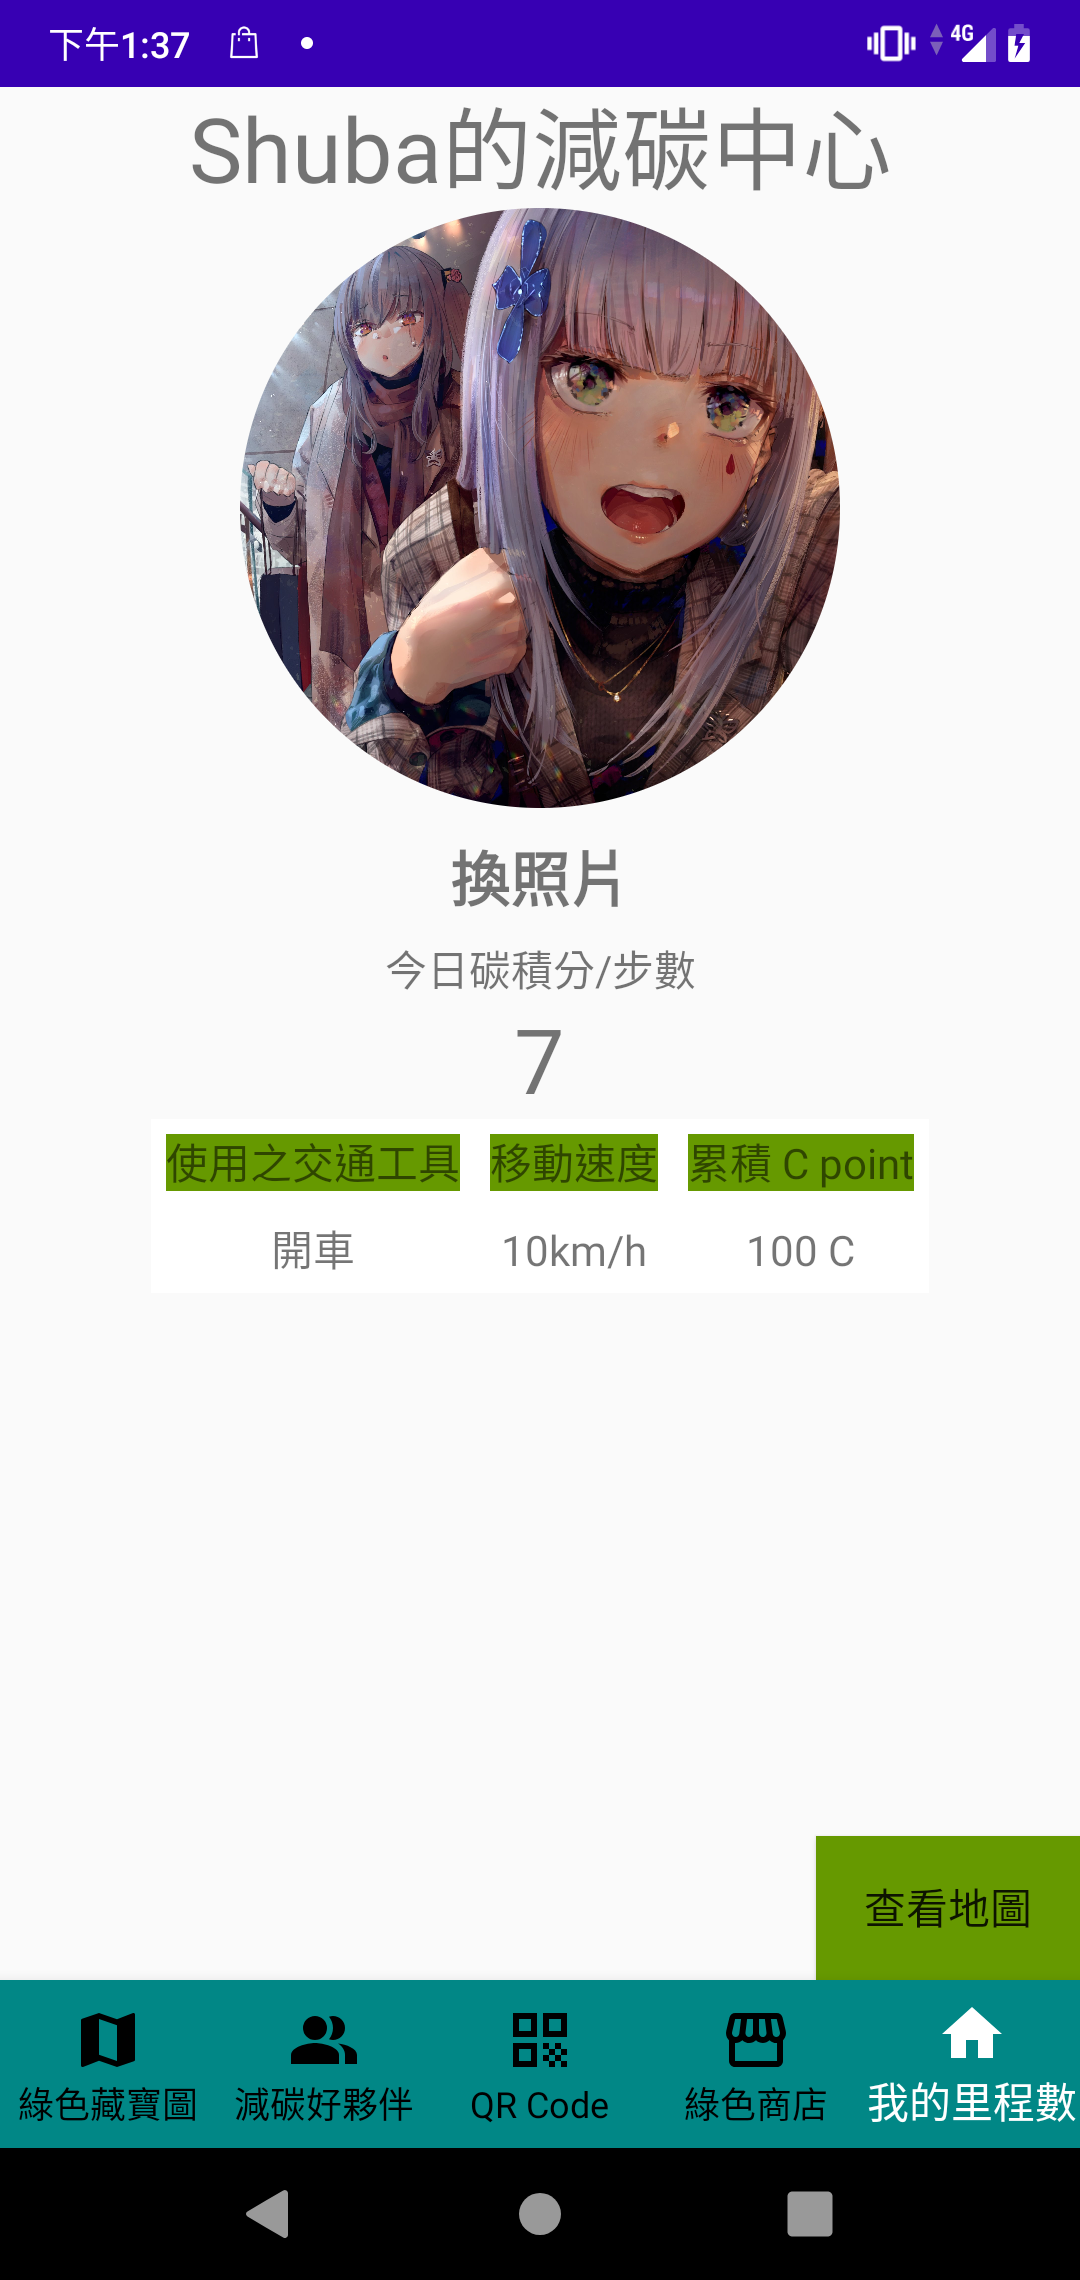 下午1:37
4G
Shuba的減碳中心
換照片
今日碳積分/步數
7
使用之交通工具 移動速度 累積 C point
開車 10km/h 100 C
查看地圖
綠色藏寶圖 減碳好夥伴 QR Code 綠色商店 我的里程數